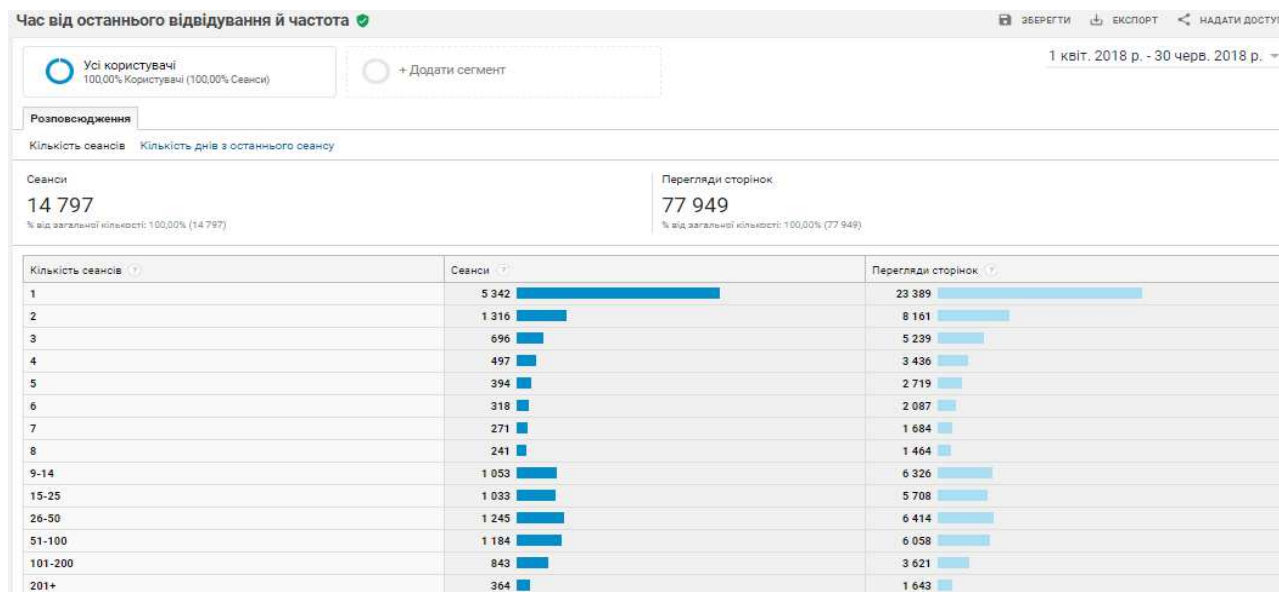 Час від останнього відвідування й частота
ЗБЕРЕГТИ ЕКСПОРТ НАДАТИ ДОСТУП
Усі користувачі
100,00% Користувачі (100,00% Сеанси)
+ Додати сегмент
1 квіт. 2018 р. - 30 черв. 2018 р.
Розповсюдження
Кількість сеансів Кількість днів з останнього сеансу
Сеанси Перегляди сторінок
14 797 77 949
% від загальної кількості: 100,00% (14 797) % від загальної кількості: 100,00% (77 949)
Кількість сеансів ? Сеанси ? Перегляди сторінок ?
1 5 342 23 389
2 1 316 8 161
3 696 5 239
4 497 3 436
5 394 2 719
6 318 2 087
7 271 1 684
8 241 1 464
9-14 1 053 6 326
15-25 1 033 5 708
26-50 1 245 6 414
51-100 1 184 6 058
101-200 843 3 621
201+ 364 1 643